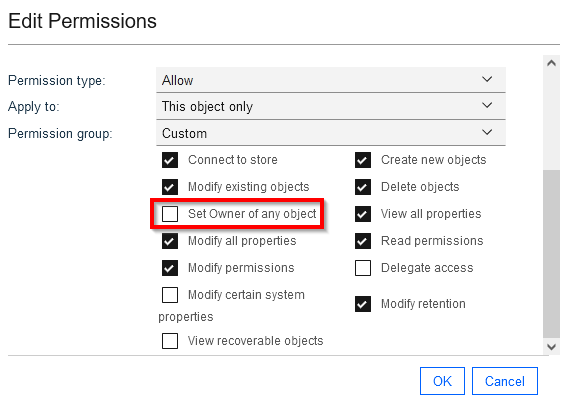 Edit Permissions
Permission type:
Allow
Apply to:
This object only
Permission group:
Custom
Connect to store
Create new objects
Modify existing objects
Delete objects
Set Owner of any object
View all properties
Modify all properties
Read permissions
Modify permissions
Delegate access
Modify certain system
properties
Modify retention
View recoverable objects
OK
Cancel